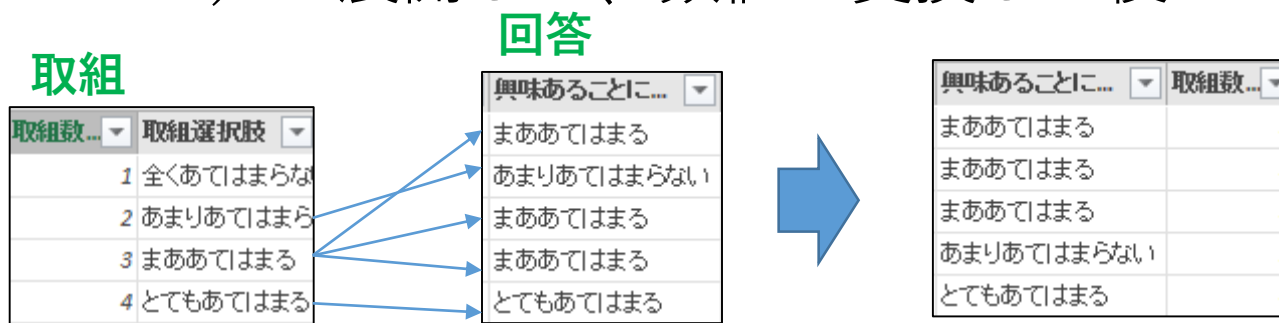 回答
取組
取組数... 取組選択肢
1 全くあてはまらな
2 あまりあてはまら
3 まああてはまる
4 とてもあてはまる
興味あることに...
まああてはまる
あまりあてはまらない
まああてはまる
まああてはまる
とてもあてはまる
興味あることに... 取組数...
まああてはまる
まああてはまる
まああてはまる
あまりあてはまらない
とてもあてはまる